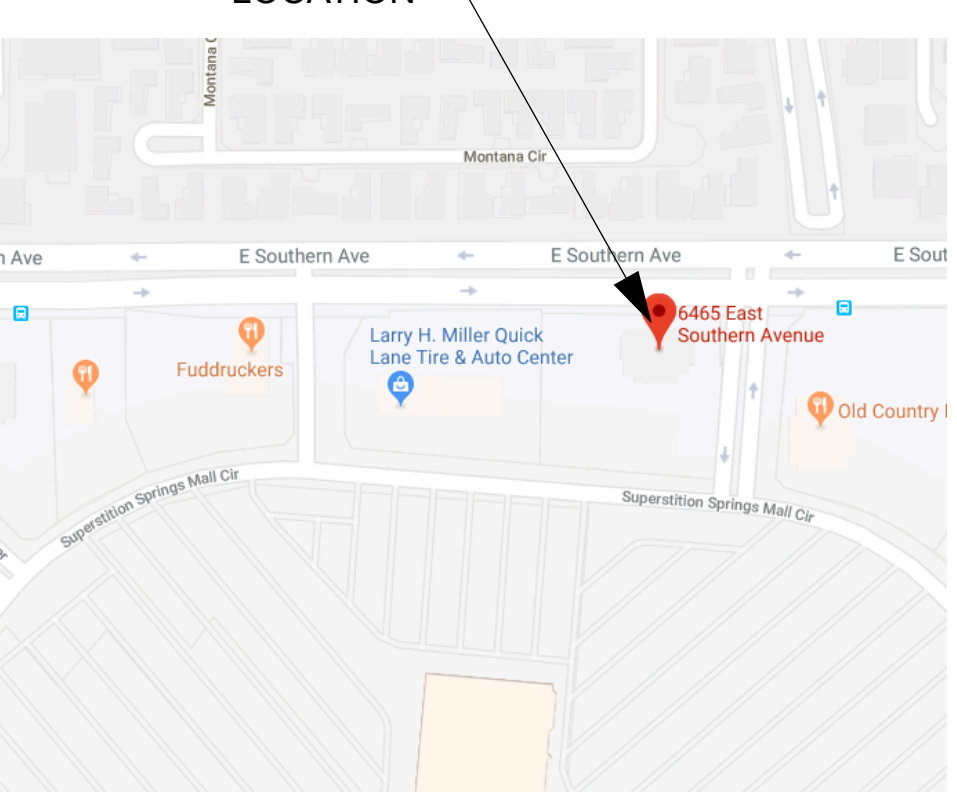 LOCATION
Montana C
Montana Cir
n Ave
E Southern Ave
E Southern Ave
E Sout
6465 East
Southern Avenue
Larry H. Miller Quick
Lane Tire & Auto Center
Fuddruckers
Old Country
Superstition Springs Mall Cir
Superstition Springs Mall Cir